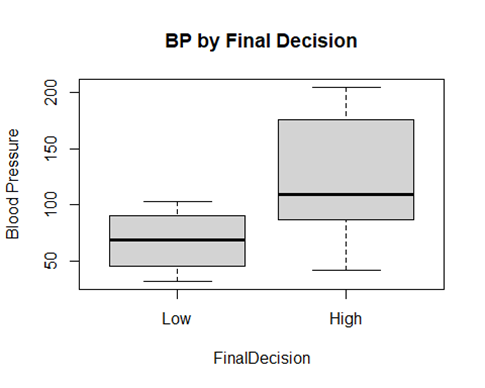 BP by Final Decision
Blood Pressure
200
150
100
50
Low High
FinalDecision